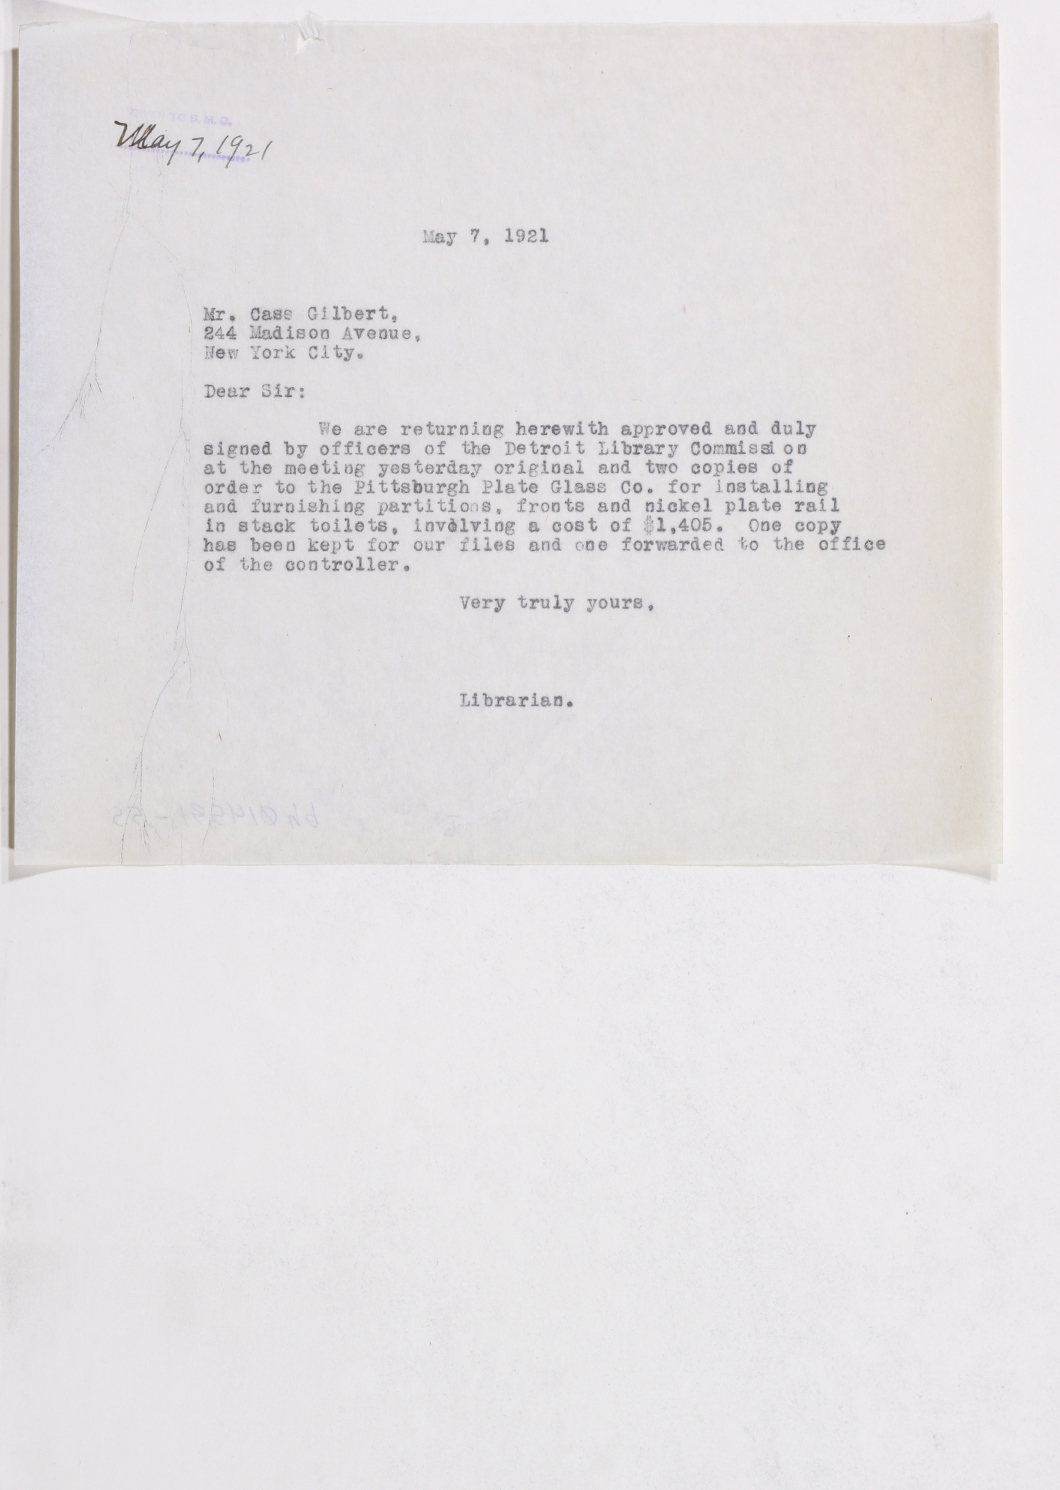 TO N.M.C.
May 7, 1921
May 7, 1921
Mr. Cass Gilbert,
244 Madison Avenue,
New York City.
Dear Sir:
We are returning herewith approved and duly
signed by officers of the Detroit Library Commission
at the meeting yesterday original and two copies of
order to the Pittsburgh Plate Glass Co. for installing
and furnishing partitions, fronts and nickel plate rail
in stack toilets, involving a cost of $1,405. One copy
has been kept for our files and one forwarded to the office
of the controller.
Very truly yours,
Librarian.